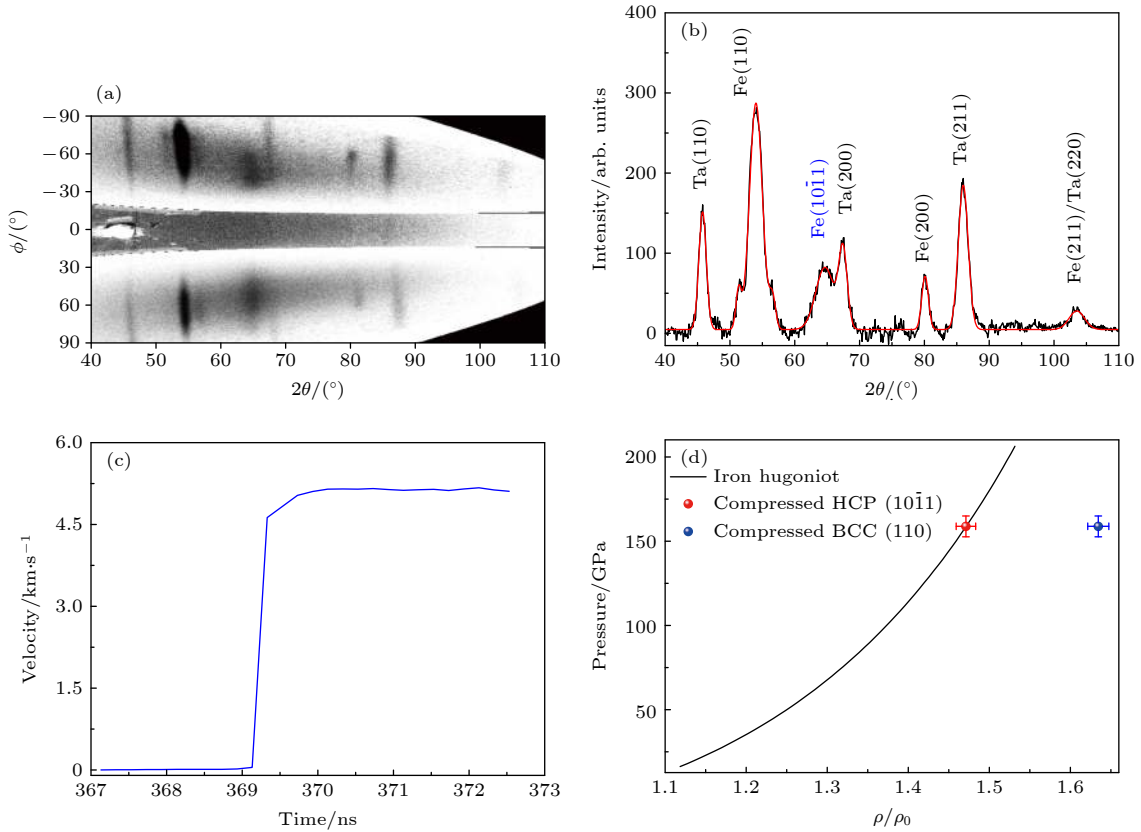 (a)
−90
−60
−30
0
30
60
90
ϕ/(°)
40 50 60 70 80 90 100 110
2θ/(°)
(b)
400
300
200
100
0
Intensity/arb. units
Ta(110)
Fe(110)
Fe(101̄1)
Ta(200)
Fe(200)
Ta(211)
Fe(211)/Ta(220)
40 50 60 70 80 90 100 110
2θ/(°)
(c)
6.0
4.5
3.0
1.5
0
Velocity/km·s⁻¹
367 368 369 370 371 372 373
Time/ns
(d)
200
150
100
50
Pressure/GPa
Iron hugoniot
Compressed HCP (101̄1)
Compressed BCC (110)
1.1 1.2 1.3 1.4 1.5 1.6
ρ/ρ₀